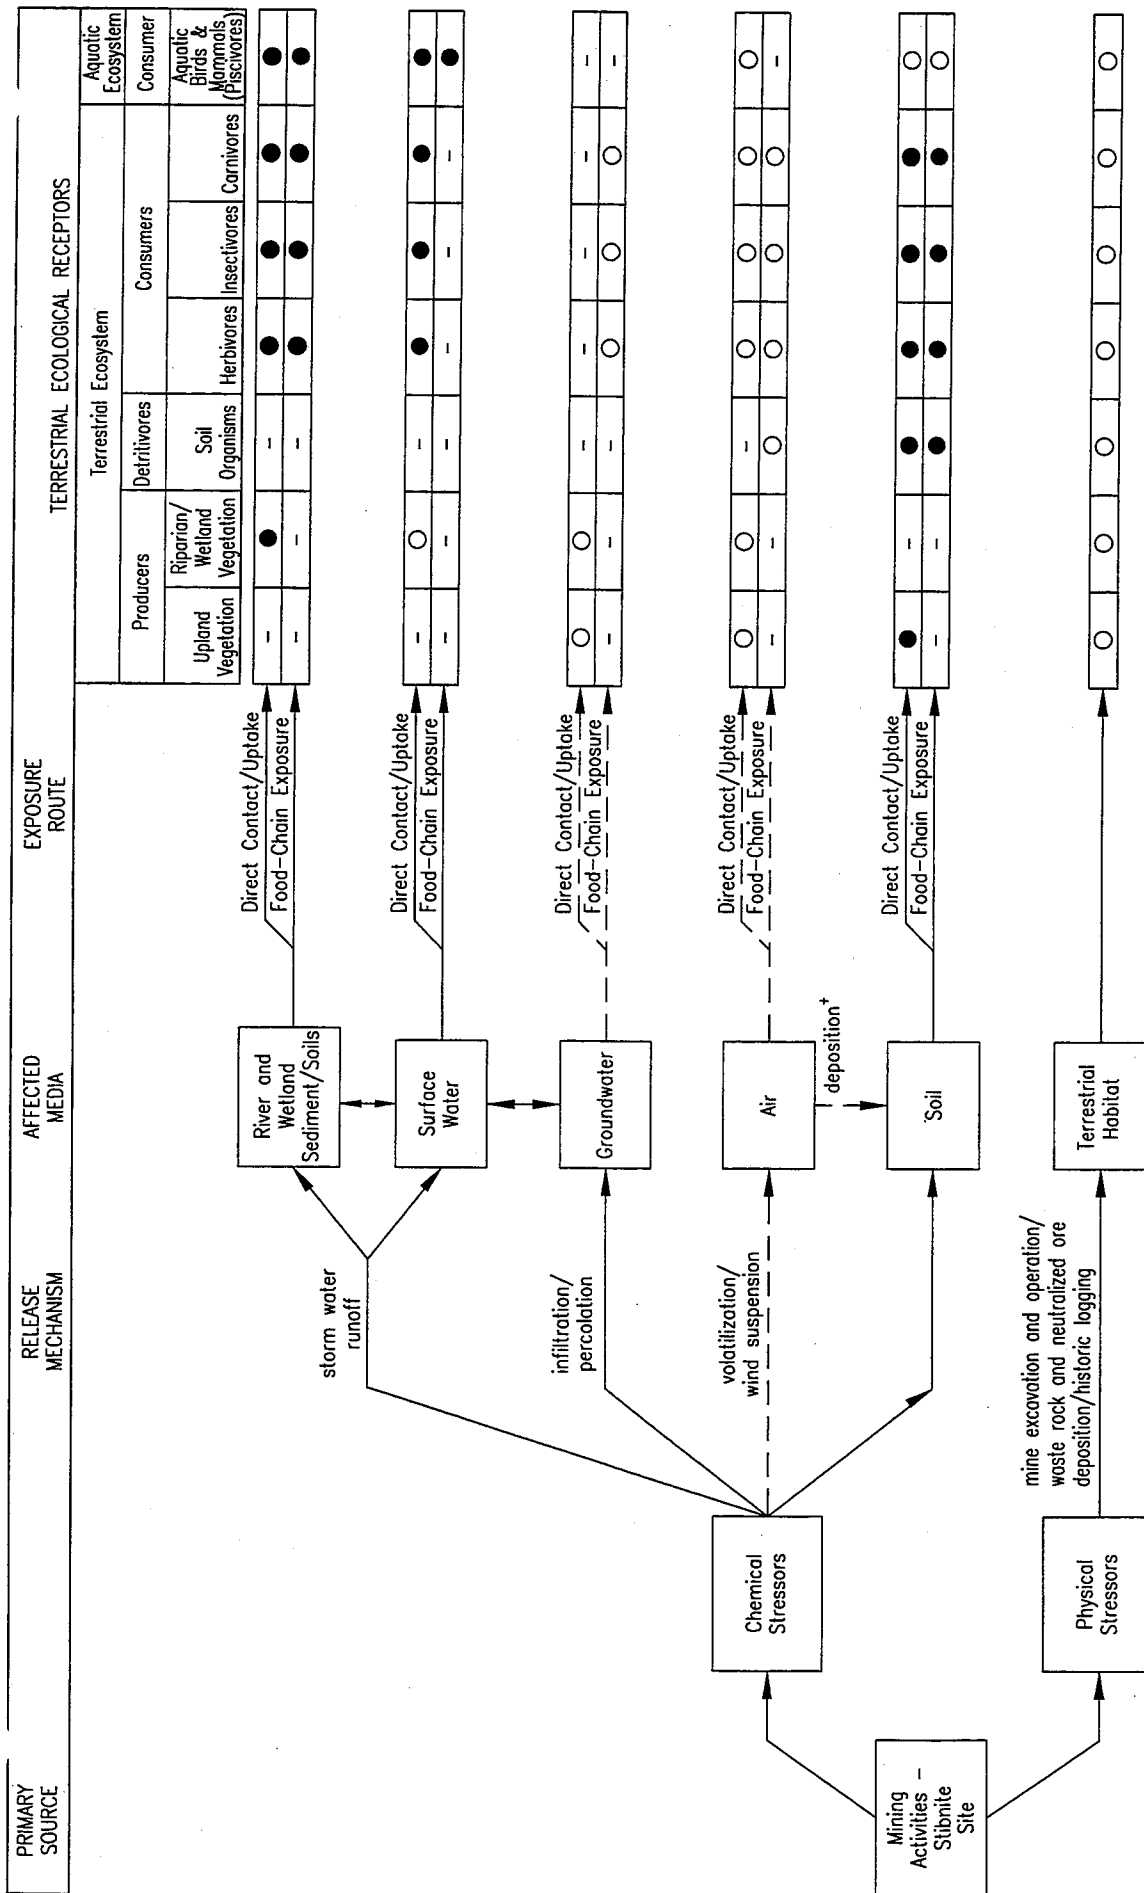 PRIMARY
SOURCE
RELEASE
MECHANISM
AFFECTED
MEDIA
EXPOSURE
ROUTE
TERRESTRIAL ECOLOGICAL RECEPTORS
Terrestrial Ecosystem
Aquatic
Ecosystem
Producers
Detritivores
Consumers
Consumer
Upland
Vegetation
Riparian/
Wetland
Vegetation
Soil
Organisms
Herbivores
Insectivores
Carnivores
Aquatic
Birds &
Mammals
(Piscivores)
Mining
Activities –
Stibnite
Site
Chemical
Stressors
Physical
Stressors
storm water
runoff
infiltration/
percolation
volatilization/
wind suspension
mine excavation and operation/
waste rock and neutralized ore
deposition/historic logging
River and
Wetland
Sediment/Soils
Surface
Water
Groundwater
Air
deposition+
Soil
Terrestrial
Habitat
Direct Contact/Uptake
– ● – ● ● ● ●
Food–Chain Exposure
– – – ● ● ● ●
Direct Contact/Uptake
– ○ – ● ● ● ●
Food–Chain Exposure
– – – – – – ●
Direct Contact/Uptake
○ ○ – – – – –
Food–Chain Exposure
– – – ○ ○ ○ –
Direct Contact/Uptake
○ ○ – ○ ○ ○ ○
Food–Chain Exposure
– – ○ ○ ○ ○ –
Direct Contact/Uptake
● – ● ● ● ● ○
Food–Chain Exposure
– – ● ● ● ● ○
○ ○ ○ ○ ○ ○ ○